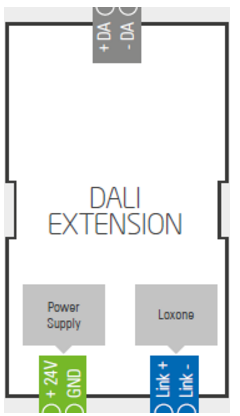 + DA
- DA
DALI
EXTENSION
Power
Supply
Loxone
+ 24V
GND
Link +
Link -